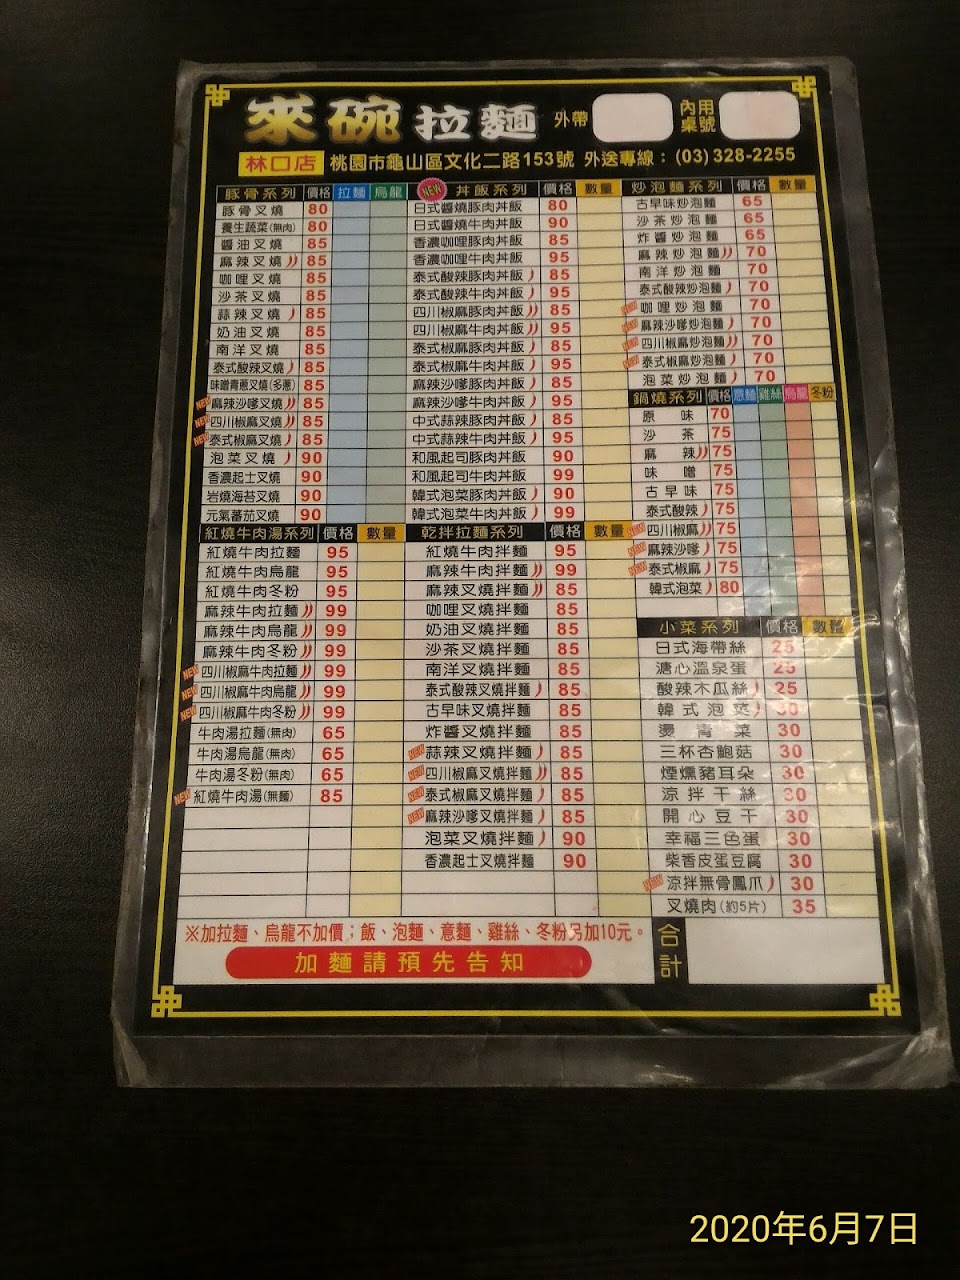 來碗拉麵 外帶 內用桌號
林口店 桃園市龜山區文化二路153號 外送專線：(03) 328-2255
豚骨系列 價格 拉麵 烏龍
豚骨叉燒 80
養生蔬菜(無肉) 80
醬油叉燒 85
麻辣叉燒 85
咖哩叉燒 85
沙茶叉燒 85
蒜辣叉燒 85
奶油叉燒 85
南洋叉燒 85
泰式酸辣叉燒 85
味噌青蔥叉燒(多蔥) 85
NEW 麻辣沙嗲叉燒 85
NEW 四川椒麻叉燒 85
NEW 泰式椒麻叉燒 85
泡菜叉燒 90
香濃起士叉燒 90
岩燒海苔叉燒 90
元氣蕃茄叉燒 90
紅燒牛肉湯系列 價格 數量
紅燒牛肉拉麵 95
紅燒牛肉烏龍 95
紅燒牛肉冬粉 95
麻辣牛肉拉麵 99
麻辣牛肉烏龍 99
麻辣牛肉冬粉 99
NEW 四川椒麻牛肉拉麵 99
NEW 四川椒麻牛肉烏龍 99
NEW 四川椒麻牛肉冬粉 99
牛肉湯拉麵(無肉) 65
牛肉湯烏龍(無肉) 65
牛肉湯冬粉(無肉) 65
NEW 紅燒牛肉湯(無麵) 85
NEW 丼飯系列 價格 數量
日式醬燒豚肉丼飯 80
日式醬燒牛肉丼飯 90
香濃咖哩豚肉丼飯 85
香濃咖哩牛肉丼飯 95
泰式酸辣豚肉丼飯 85
泰式酸辣牛肉丼飯 95
四川椒麻豚肉丼飯 85
四川椒麻牛肉丼飯 95
泰式椒麻豚肉丼飯 85
泰式椒麻牛肉丼飯 95
麻辣沙嗲豚肉丼飯 85
麻辣沙嗲牛肉丼飯 95
中式蒜辣豚肉丼飯 85
中式蒜辣牛肉丼飯 95
和風起司豚肉丼飯 90
和風起司牛肉丼飯 99
韓式泡菜豚肉丼飯 90
韓式泡菜牛肉丼飯 99
乾拌拉麵系列 價格 數量
紅燒牛肉拌麵 95
麻辣牛肉拌麵 99
麻辣叉燒拌麵 85
咖哩叉燒拌麵 85
奶油叉燒拌麵 85
沙茶叉燒拌麵 85
南洋叉燒拌麵 85
泰式酸辣叉燒拌麵 85
古早味叉燒拌麵 85
炸醬叉燒拌麵 85
NEW 蒜辣叉燒拌麵 85
NEW 四川椒麻叉燒拌麵 85
NEW 泰式椒麻叉燒拌麵 85
NEW 麻辣沙嗲叉燒拌麵 85
泡菜叉燒拌麵 90
香濃起士叉燒拌麵 90
炒泡麵系列 價格 數量
古早味炒泡麵 65
沙茶炒泡麵 65
炸醬炒泡麵 65
麻辣炒泡麵 70
南洋炒泡麵 70
泰式酸辣炒泡麵 70
NEW 咖哩炒泡麵 70
NEW 麻辣沙嗲炒泡麵 70
NEW 四川椒麻炒泡麵 70
NEW 泰式椒麻炒泡麵 70
泡菜炒泡麵 70
鍋燒系列 價格 意麵 雞絲 烏龍 冬粉
原味 70
沙茶 75
麻辣 75
味噌 75
古早味 75
泰式酸辣 75
NEW 四川椒麻 75
NEW 麻辣沙嗲 75
NEW 泰式椒麻 75
韓式泡菜 80
小菜系列 價格 數量
日式海帶絲 25
溏心溫泉蛋 25
酸辣木瓜絲 25
韓式泡菜 30
燙青菜 30
三杯杏鮑菇 30
煙燻豬耳朵 30
涼拌干絲 30
開心豆干 30
幸福三色蛋 30
柴香皮蛋豆腐 30
NEW 涼拌無骨鳳爪 30
叉燒肉(約5片) 35
※加拉麵、烏龍不加價；飯、泡麵、意麵、雞絲、冬粉另加10元。
加麵請預先告知
合計
2020年6月7日